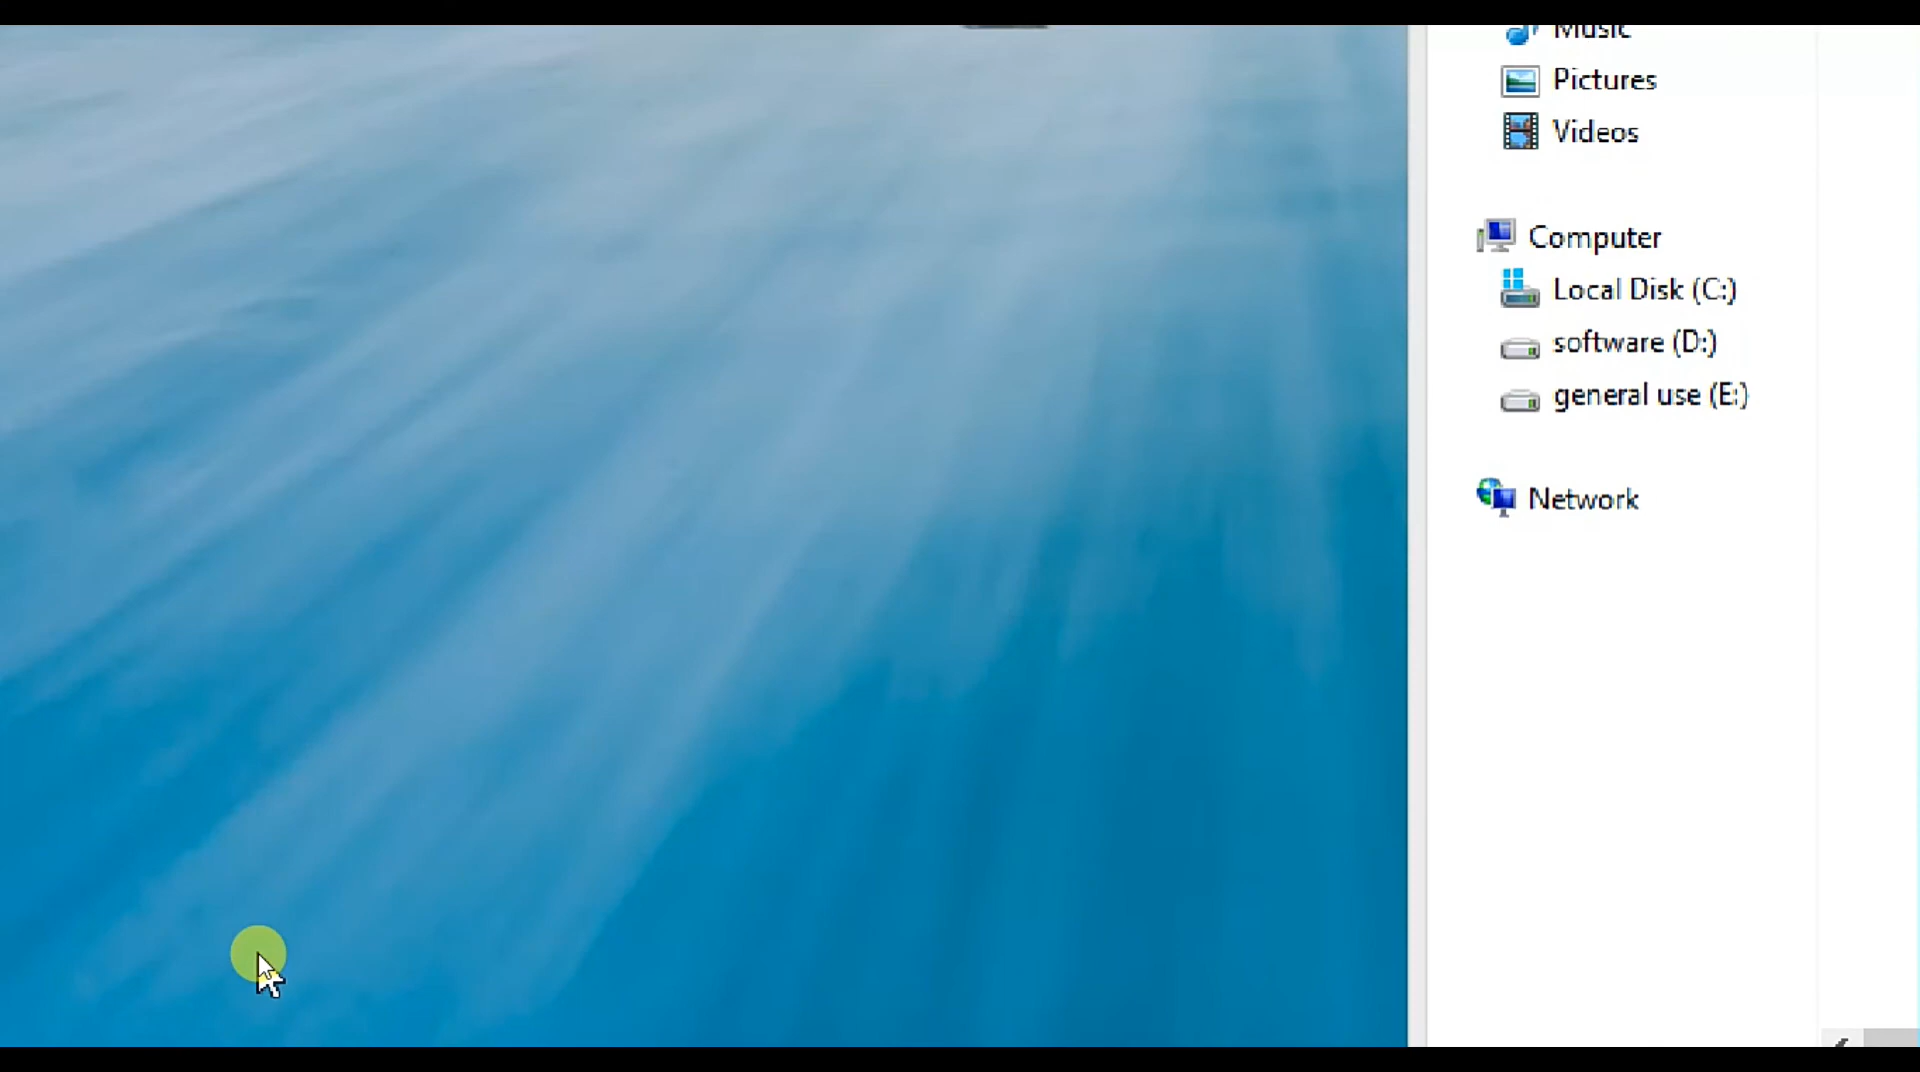 Music
Pictures
Videos
Computer
Local Disk (C:)
software (D:)
general use (E:)
Network